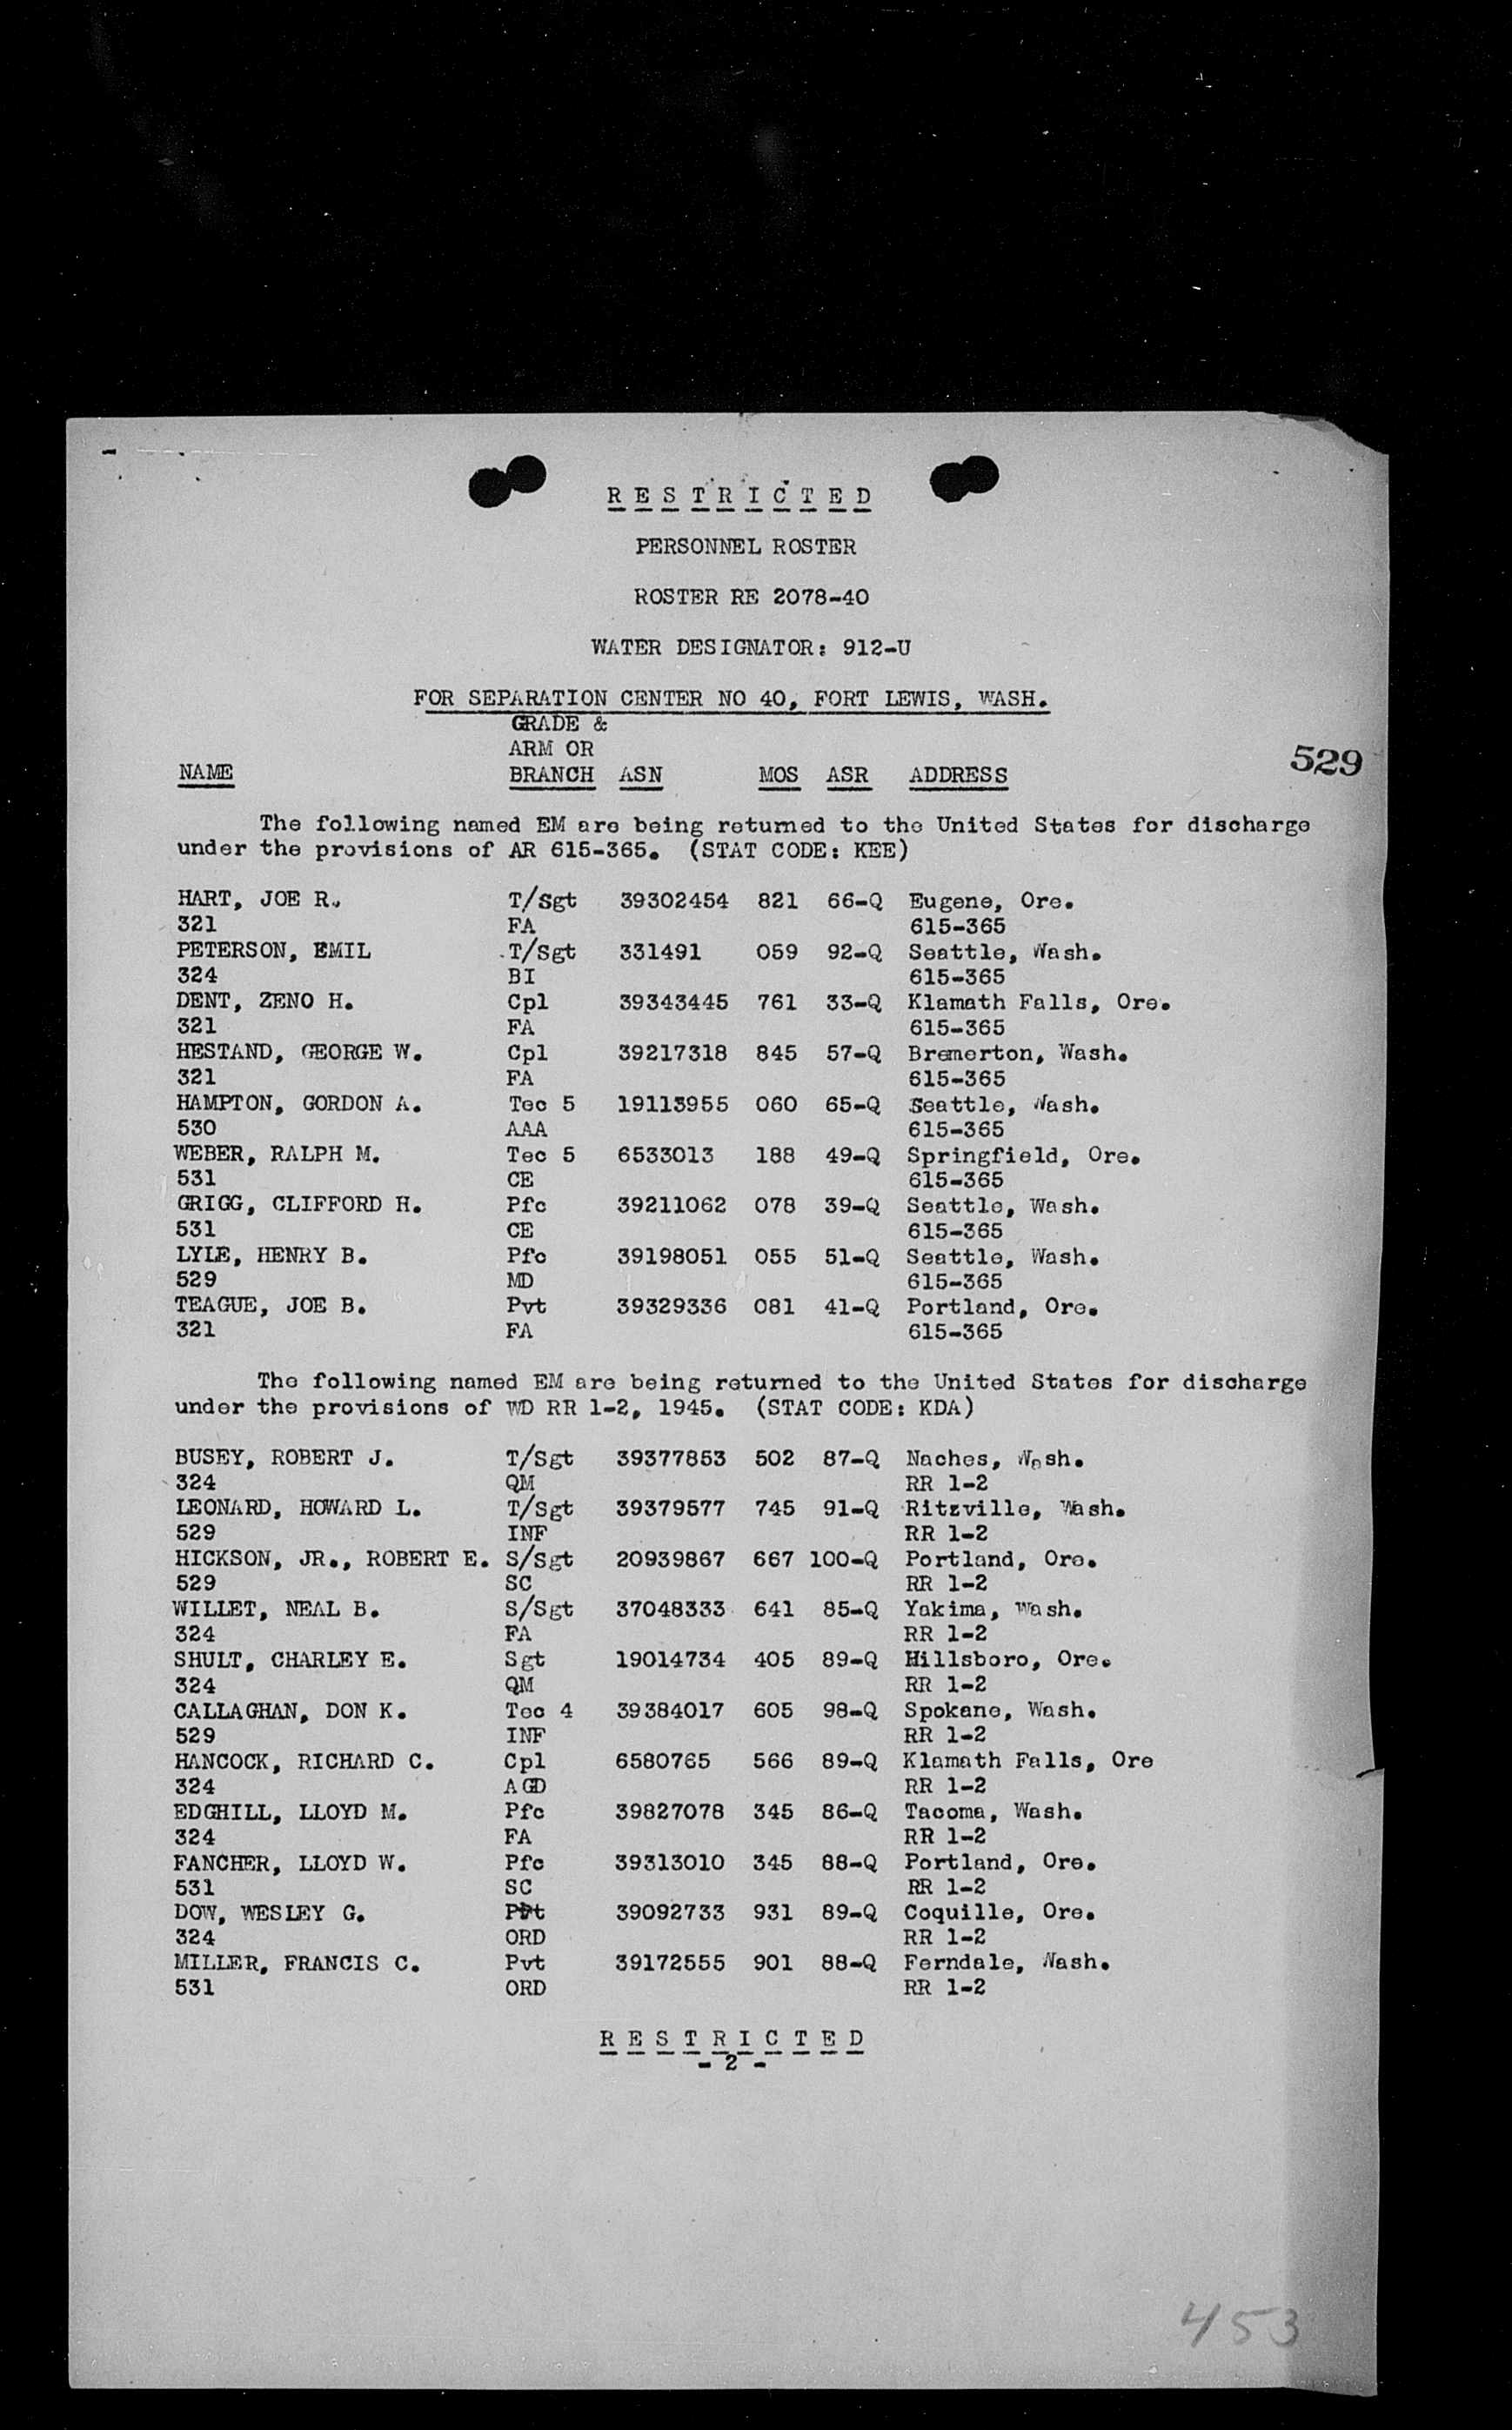 R E S T R I C T E D
PERSONNEL ROSTER
ROSTER RE 2078-40
WATER DESIGNATOR: 912-U
FOR SEPARATION CENTER NO 40, FORT LEWIS, WASH.
GRADE &
ARM OR
NAME BRANCH ASN MOS ASR ADDRESS
529
The following named EM are being returned to the United States for discharge
under the provisions of AR 615-365. (STAT CODE: KEE)
HART, JOE R. T/Sgt 39302454 821 66-Q Eugene, Ore.
321 FA 615-365
PETERSON, EMIL T/Sgt 331491 059 92-Q Seattle, Wash.
324 BI 615-365
DENT, ZENO H. Cpl 39343445 761 33-Q Klamath Falls, Ore.
321 FA 615-365
HESTAND, GEORGE W. Cpl 39217318 845 57-Q Bremerton, Wash.
321 FA 615-365
HAMPTON, GORDON A. Tec 5 19113955 060 65-Q Seattle, Wash.
530 AAA 615-365
WEBER, RALPH M. Tec 5 6533013 188 49-Q Springfield, Ore.
531 CE 615-365
GRIGG, CLIFFORD H. Pfc 39211062 078 39-Q Seattle, Wash.
531 CE 615-365
LYLE, HENRY B. Pfc 39198051 055 51-Q Seattle, Wash.
529 MD 615-365
TEAGUE, JOE B. Pvt 39329336 081 41-Q Portland, Ore.
321 FA 615-365
The following named EM are being returned to the United States for discharge
under the provisions of WD RR 1-2, 1945. (STAT CODE: KDA)
BUSEY, ROBERT J. T/Sgt 39377853 502 87-Q Naches, Wash.
324 QM RR 1-2
LEONARD, HOWARD L. T/Sgt 39379577 745 91-Q Ritzville, Wash.
529 INF RR 1-2
HICKSON, JR., ROBERT E. S/Sgt 20939867 667 100-Q Portland, Ore.
529 SC RR 1-2
WILLET, NEAL B. S/Sgt 37048333 641 85-Q Yakima, Wash.
324 FA RR 1-2
SHULT, CHARLEY E. Sgt 19014734 405 89-Q Hillsboro, Ore.
324 QM RR 1-2
CALLAGHAN, DON K. Tec 4 39384017 605 98-Q Spokane, Wash.
529 INF RR 1-2
HANCOCK, RICHARD C. Cpl 6580765 566 89-Q Klamath Falls, Ore
324 AGD RR 1-2
EDGHILL, LLOYD M. Pfc 39827078 345 86-Q Tacoma, Wash.
324 FA RR 1-2
FANCHER, LLOYD W. Pfc 39313010 345 88-Q Portland, Ore.
531 SC RR 1-2
DOW, WESLEY G. Pvt 39092733 931 89-Q Coquille, Ore.
324 ORD RR 1-2
MILLER, FRANCIS C. Pvt 39172555 901 88-Q Ferndale, Wash.
531 ORD RR 1-2
R E S T R I C T E D
- 2 -
453